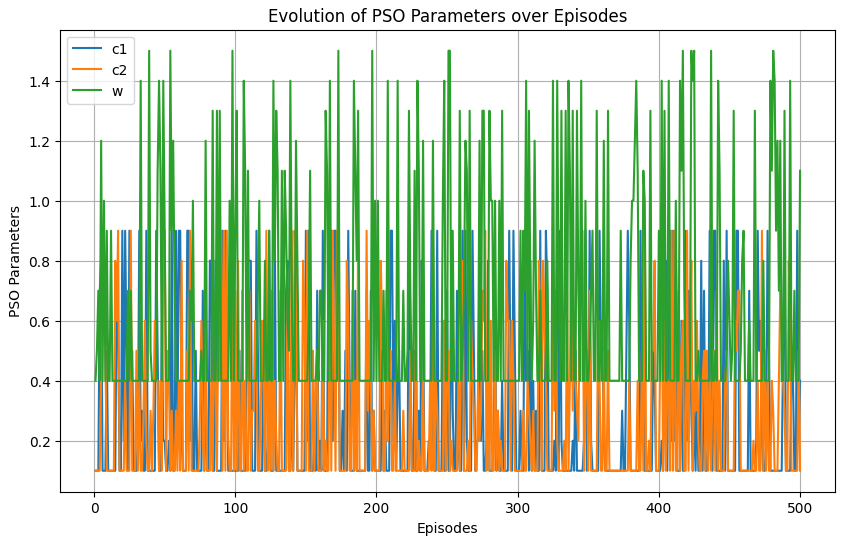 Evolution of PSO Parameters over Episodes
c1
c2
w
1.4
1.2
1.0
0.8
0.6
0.4
0.2
PSO Parameters
0 100 200 300 400 500
Episodes